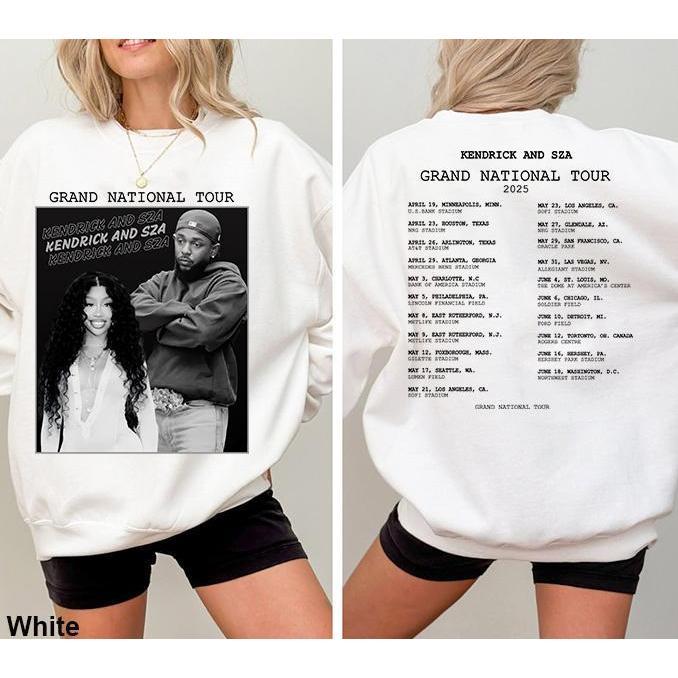 GRAND NATIONAL TOUR
KENDRICK AND SZA
KENDRICK AND SZA
KENDRICK AND SZA
White
KENDRICK AND SZA
GRAND NATIONAL TOUR
2025
APRIL 19, MINNEAPOLIS, MINN.
U.S.BANK STADIUM
APRIL 23, HOUSTON, TEXAS
NRG STADIUM
APRIL 26, ARLINGTON, TEXAS
AT&T STADIUM
APRIL 29, ATLANTA, GEORGIA
MERCEDES BENS STADIUM
MAY 3, CHARLOTTE, N.C
BANK OF AMERICA STADIUM
MAY 5, PHILADELPHIA, PA.
LINCOLN FINANCIAL FIELD
MAY 8, EAST RUTHERFORD, N.J.
METLIFE STADIUM
MAY 9, EAST RUTHERFORD, N.J.
METLIFE STADIUM
MAY 12, FOXBOROUGH, MASS.
GILETTE STADIUM
MAY 17, SEATTLE, WA.
LUMEN FIELD
MAY 21, LOS ANGELES, CA.
SOFI STADIUM
MAY 23, LOS ANGELES, CA.
SOFI STADIUM
MAY 27, GLENDALE, AZ.
NRG STADIUM
MAY 29, SAN FRANCISCO, CA.
ORACLE PARK
MAY 31, LAS VEGAS, NV.
ALLEGIANT STADIUM
JUNE 4, ST. LOUIS, MO.
THE DOME AT AMERICA'S CENTER
JUNE 6, CHICAGO, IL.
SOLDIER FIELD
JUNE 10, DETROIT, MI.
FORD FIELD
JUNE 12, TORTONTO, OH. CANADA
ROGERS CENTRE
JUNE 16, HERSHEY, PA.
HERSHEY PARK STADIUM
JUNE 18, WASHINGTON, D.C.
NORTHWEST STADIUM
GRAND NATIONAL TOUR